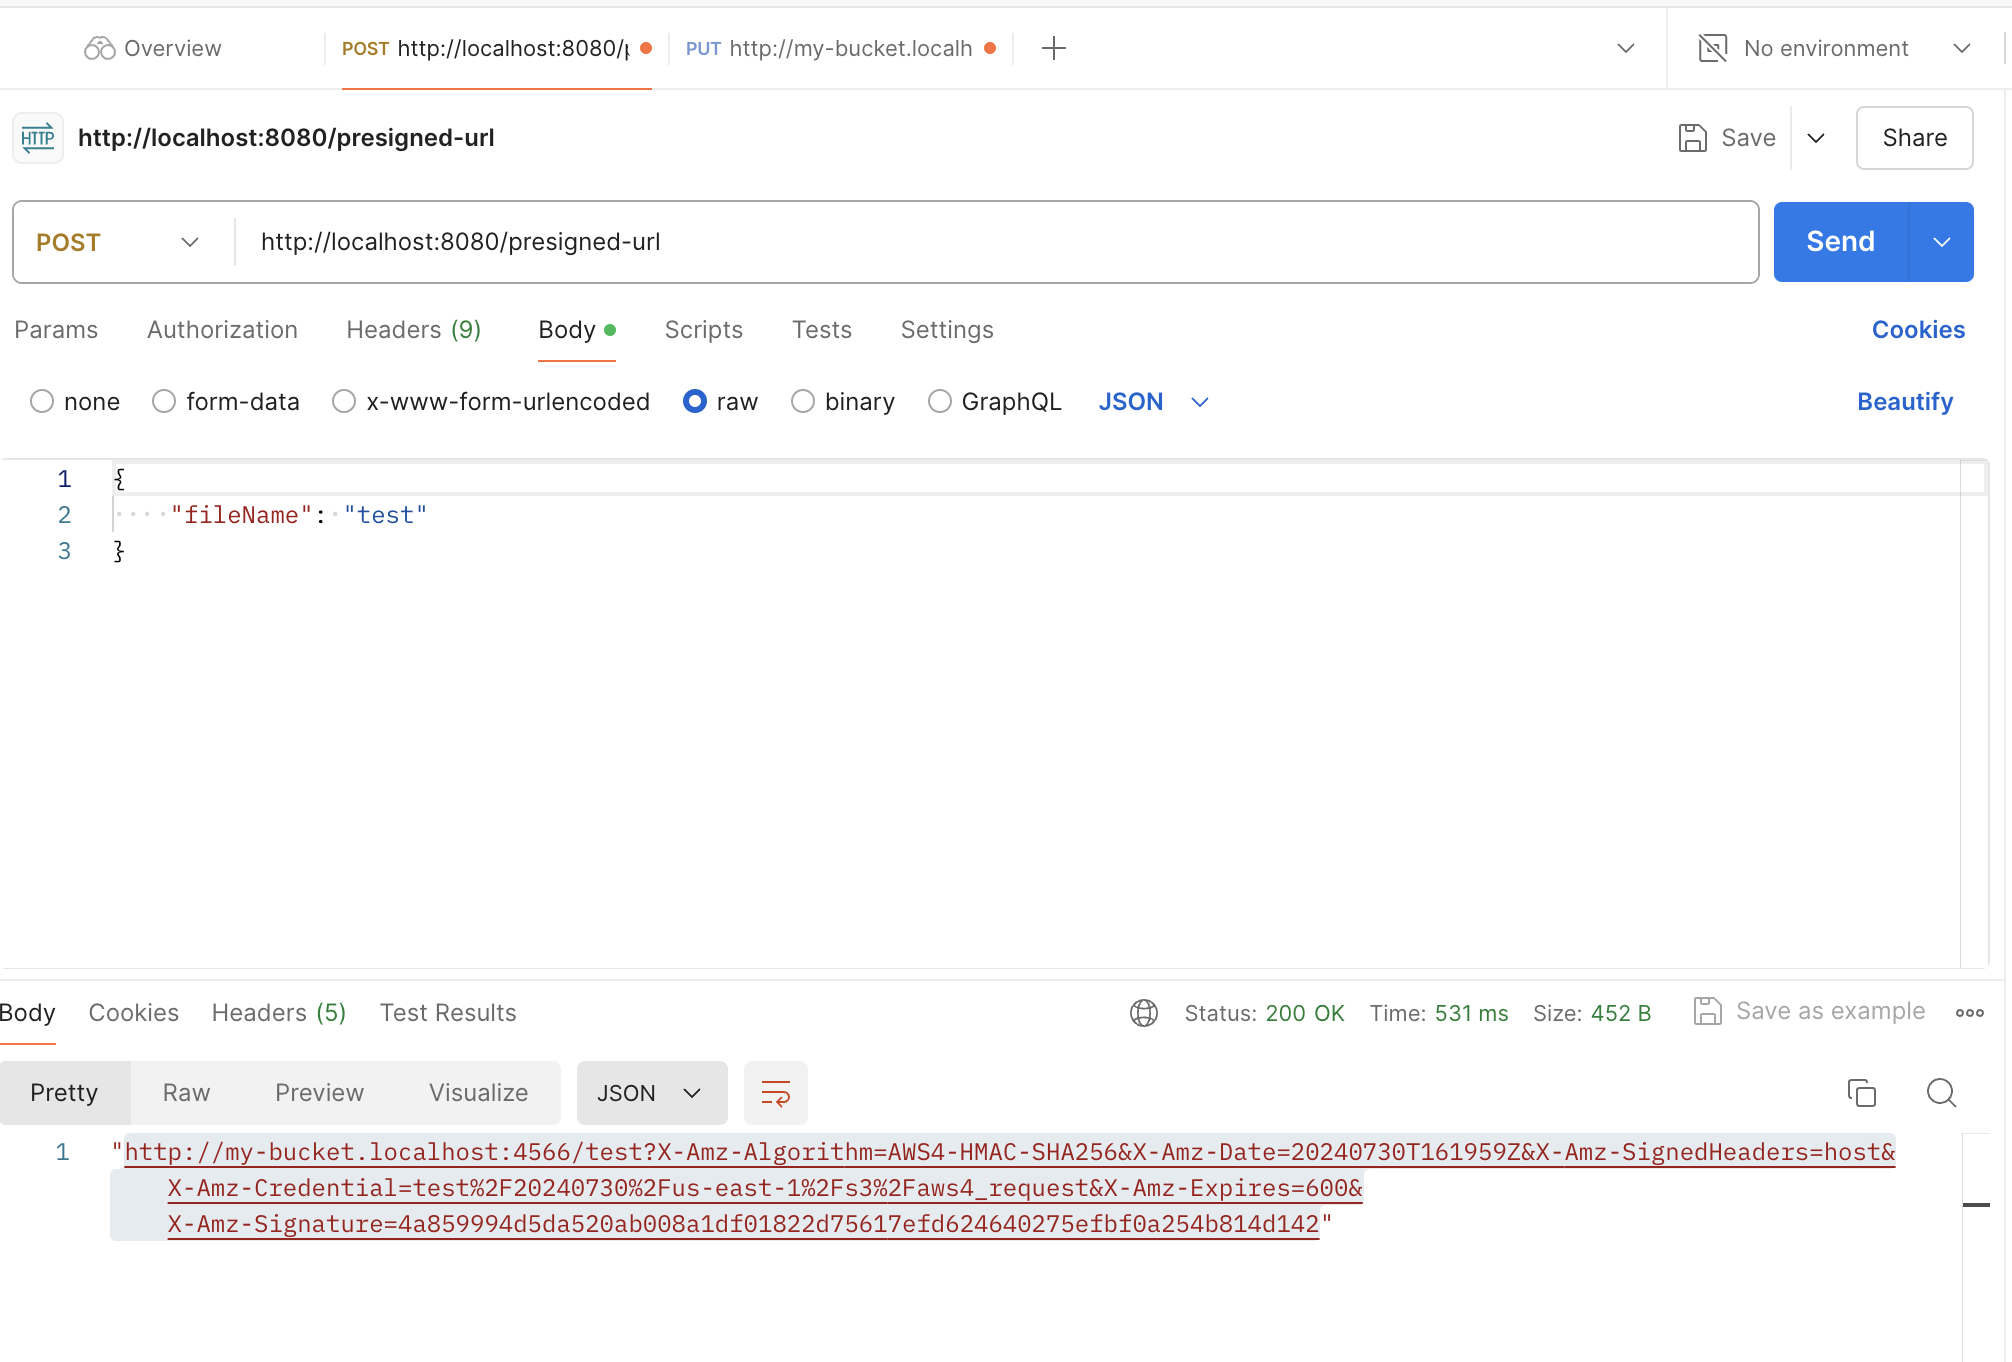 Overview
POST http://localhost:8080/p
PUT http://my-bucket.localh
No environment
HTTP http://localhost:8080/presigned-url
Save
Share
POST http://localhost:8080/presigned-url
Send
Params Authorization Headers (9) Body Scripts Tests Settings Cookies
none form-data x-www-form-urlencoded raw binary GraphQL JSON Beautify
1 {
2 "fileName": "test"
3 }
Body Cookies Headers (5) Test Results Status: 200 OK Time: 531 ms Size: 452 B Save as example
Pretty Raw Preview Visualize JSON
1 "http://my-bucket.localhost:4566/test?X-Amz-Algorithm=AWS4-HMAC-SHA256&X-Amz-Date=20240730T161959Z&X-Amz-SignedHeaders=host&
X-Amz-Credential=test%2F20240730%2Fus-east-1%2Fs3%2Faws4_request&X-Amz-Expires=600&
X-Amz-Signature=4a859994d5da520ab008a1df01822d75617efd624640275efbf0a254b814d142"